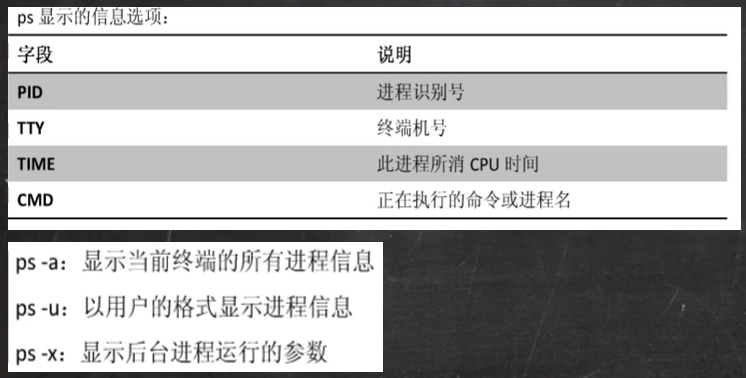 ps 显示的信息选项：
字段 说明
PID 进程识别号
TTY 终端机号
TIME 此进程所消 CPU 时间
CMD 正在执行的命令或进程名
ps -a：显示当前终端的所有进程信息
ps -u：以用户的格式显示进程信息
ps -x：显示后台进程运行的参数